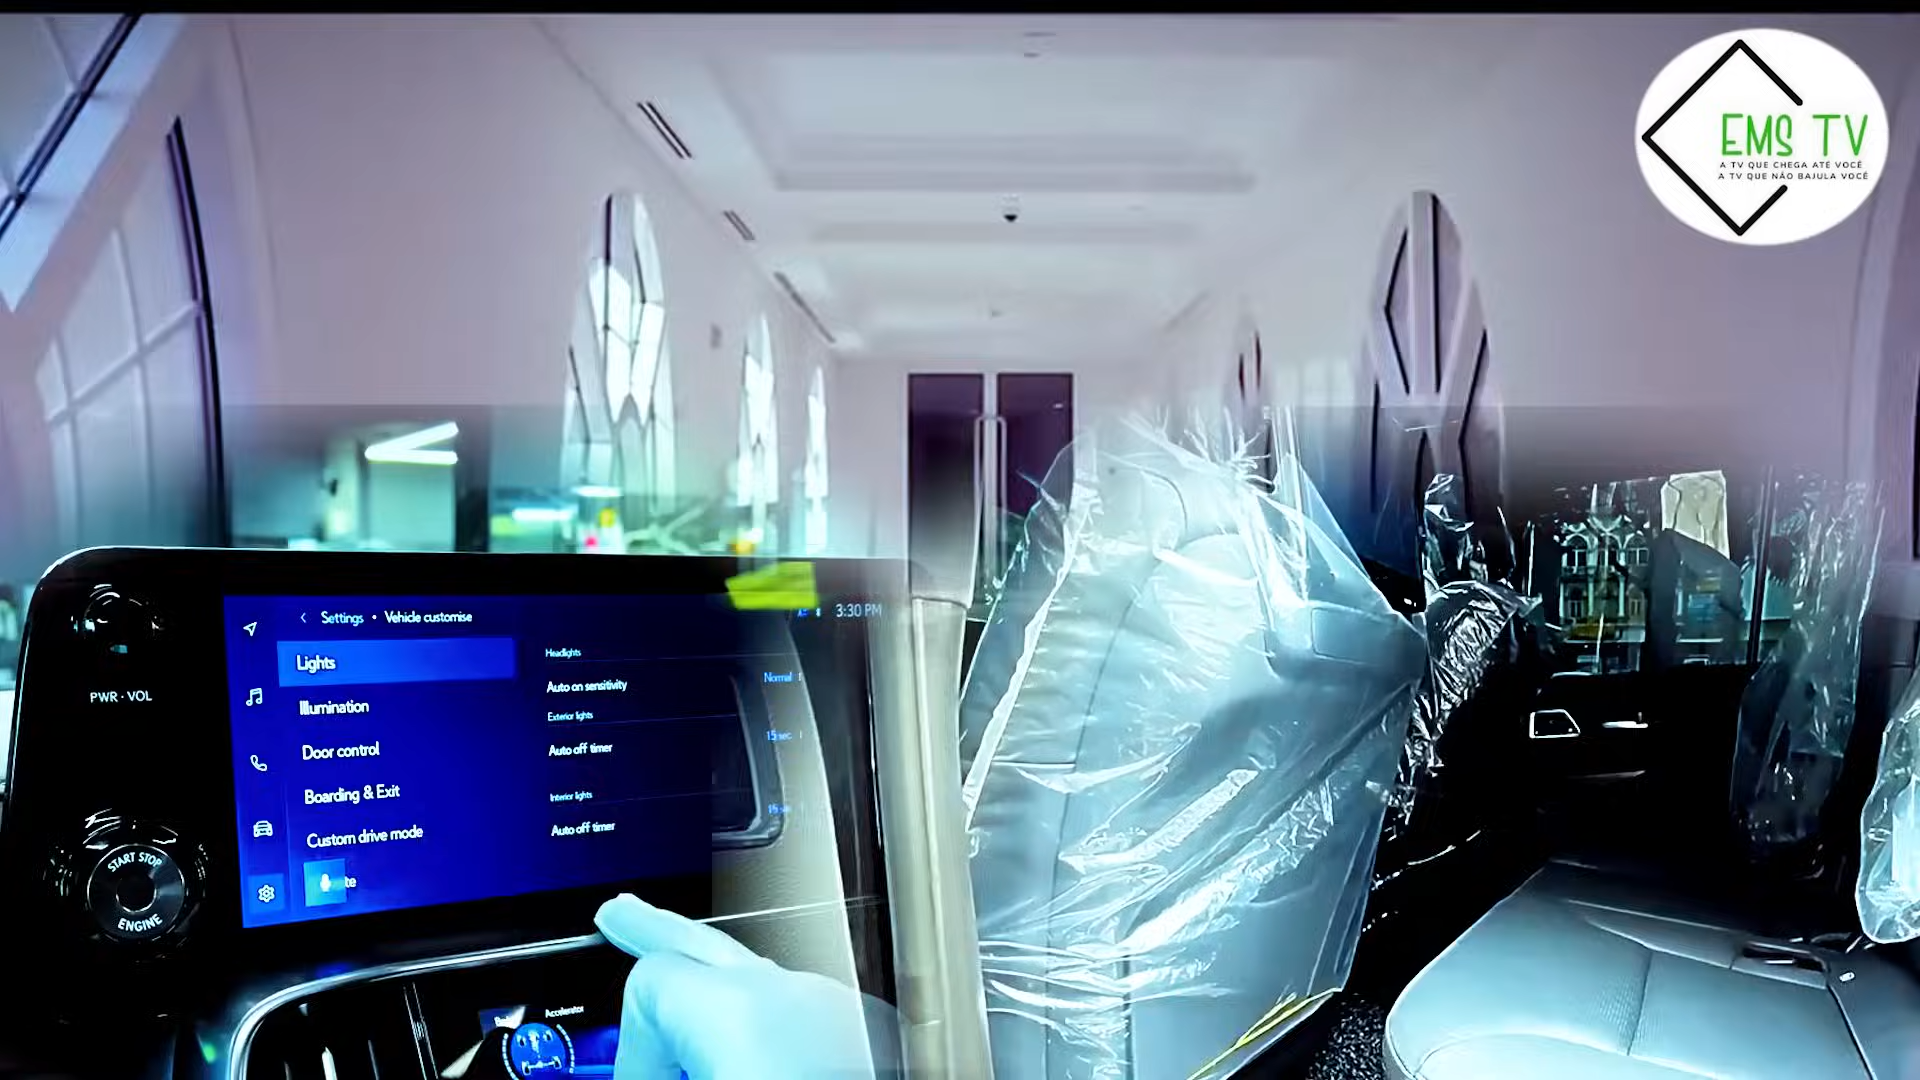 EMS TV
A TV QUE CHEGA ATÉ VOCÊ
A TV QUE NÃO BAJULA VOCÊ
Settings • Vehicle customise
3:30 PM
Lights
Illumination
Door control
Boarding & Exit
Custom drive mode
Headlights
Auto on sensitivity
Normal
Exterior lights
Auto off timer
15 sec.
Interior lights
Auto off timer
PWR·VOL
START STOP
ENGINE
Accelerator